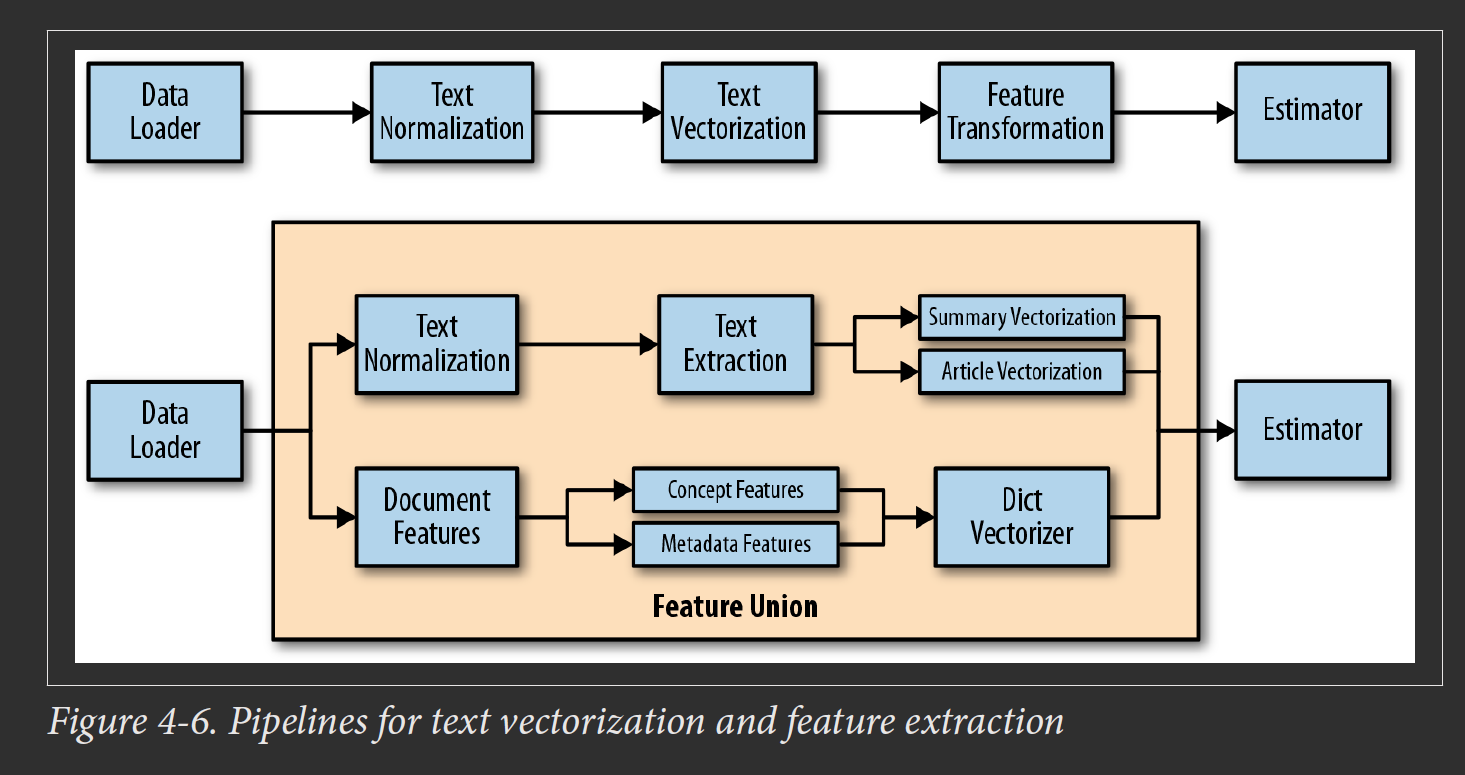 Data
Loader
Text
Normalization
Text
Vectorization
Feature
Transformation
Estimator
Data
Loader
Text
Normalization
Text
Extraction
Summary Vectorization
Article Vectorization
Document
Features
Concept Features
Metadata Features
Dict
Vectorizer
Feature Union
Estimator
Figure 4-6. Pipelines for text vectorization and feature extraction